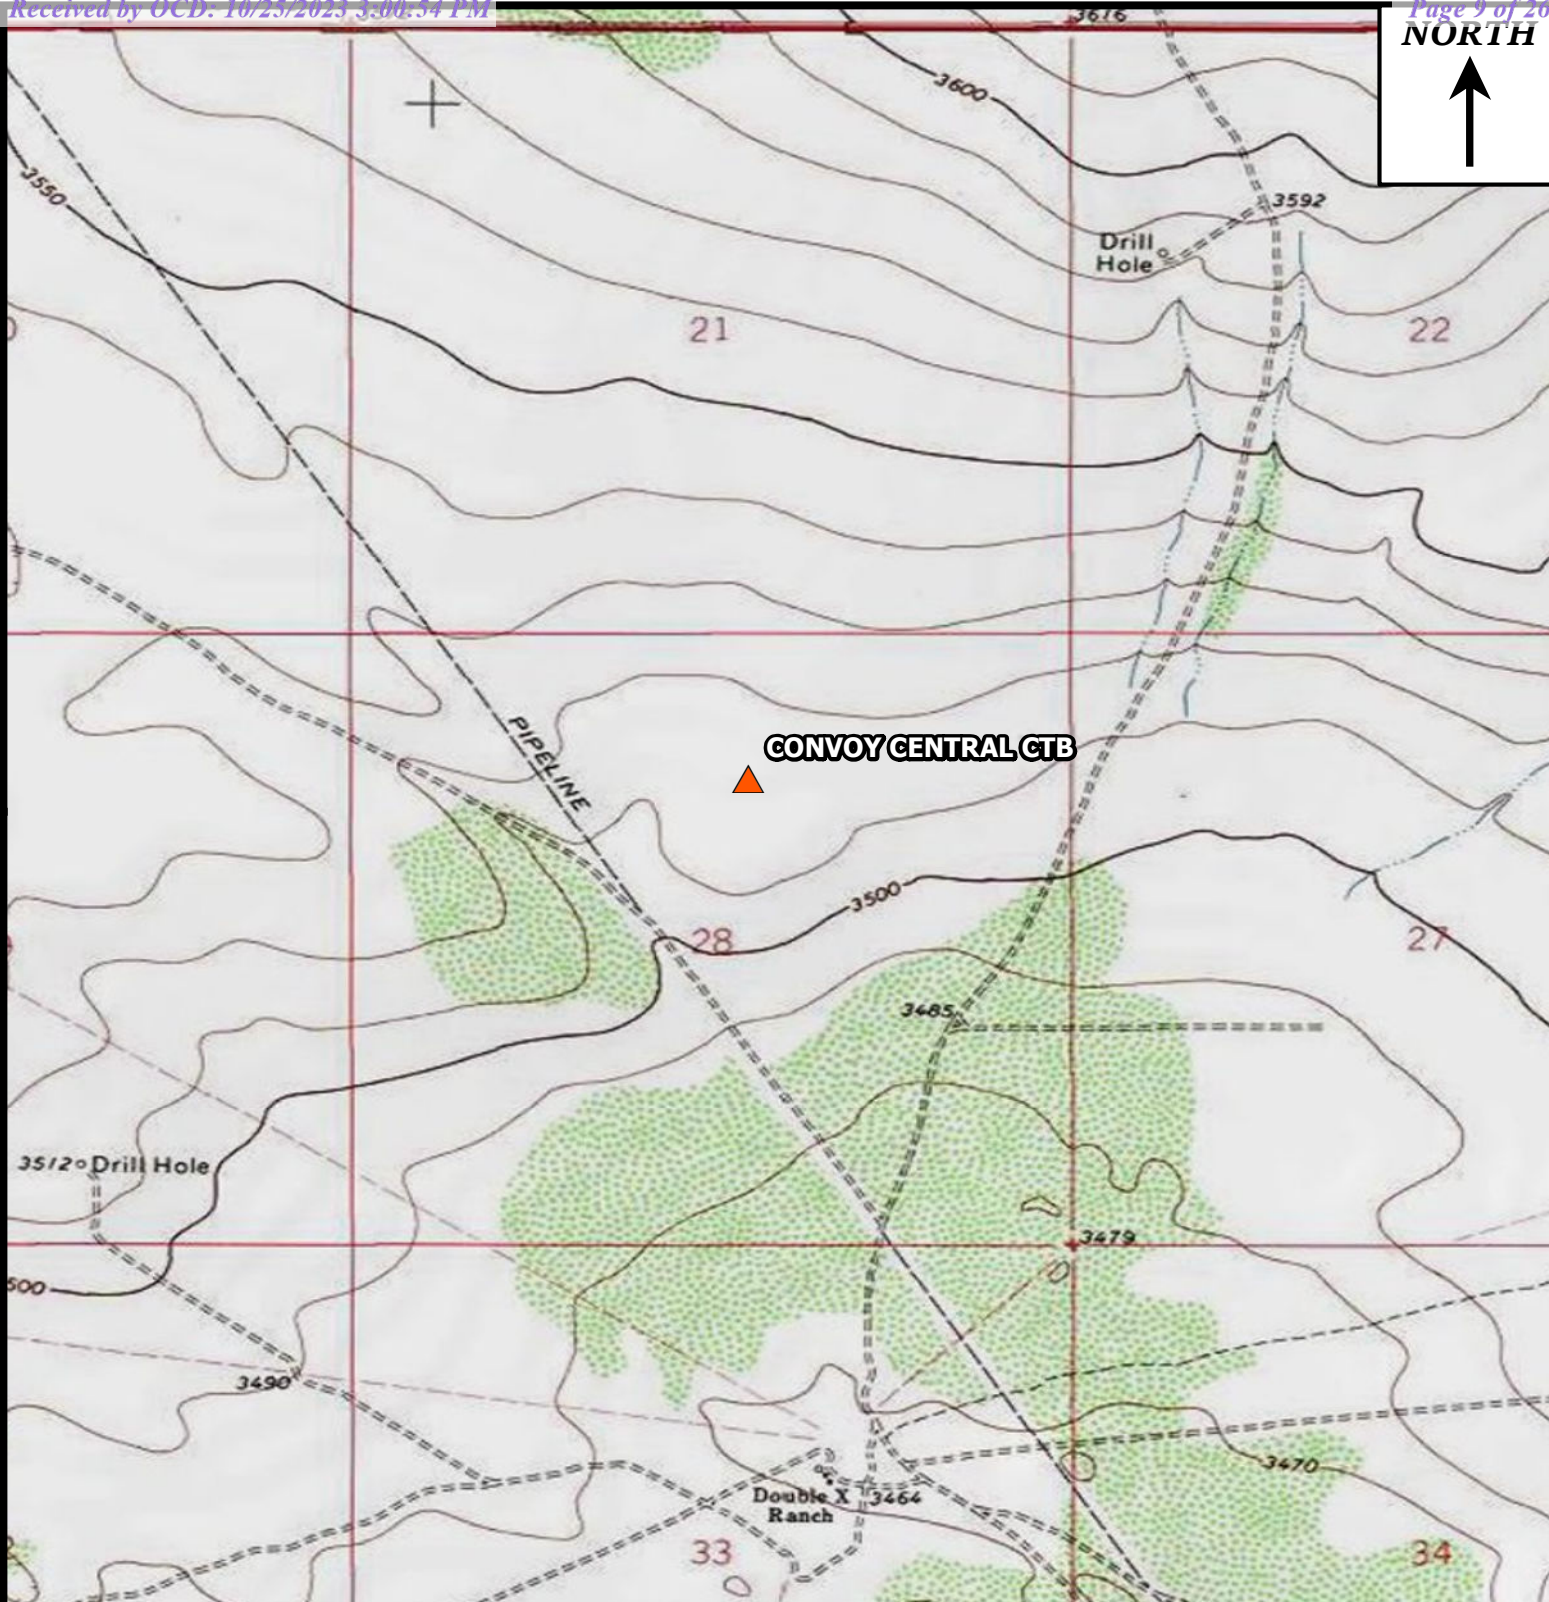 Received by OCD: 10/25/2023 3:00:54 PM
Page 9 of 26
3616
NORTH
3600
3550
3592
Drill
Hole
21
22
PIPELINE
CONVOY CENTRAL CTB
3500
28
27
3485
3512 Drill Hole
3479
500
3490
3470
Double X
Ranch
3464
33
34